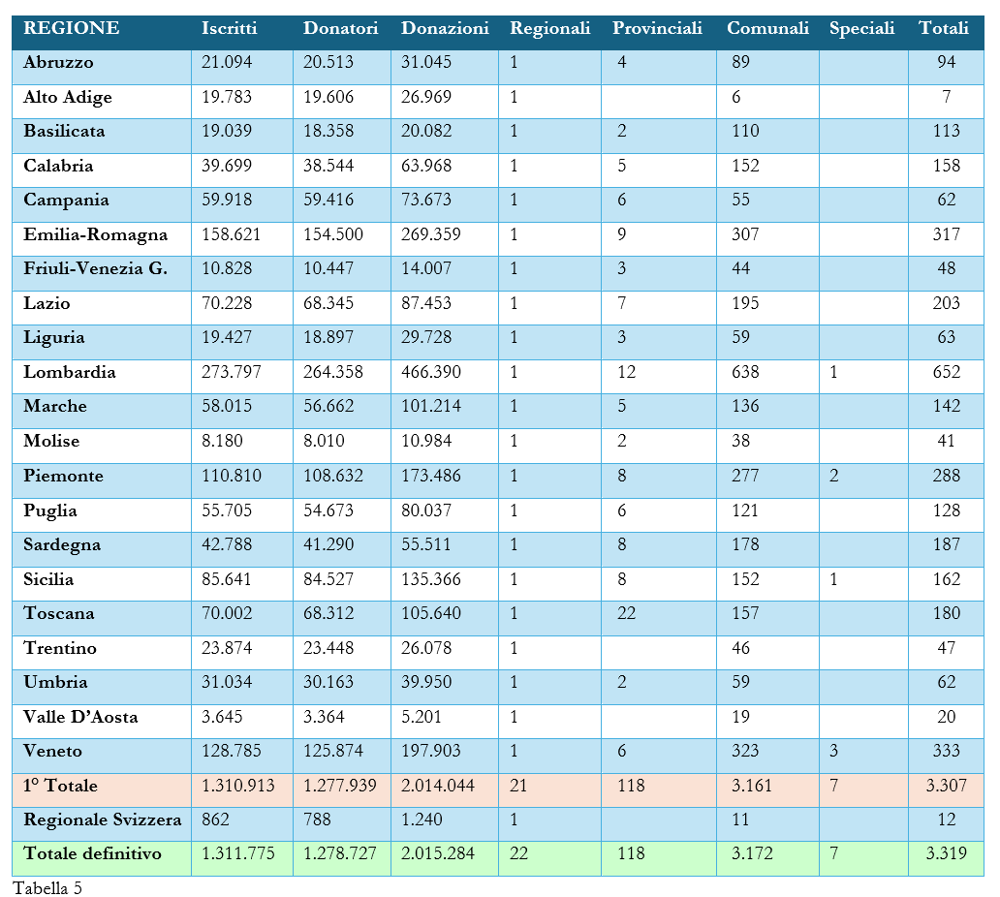 REGIONE Iscritti Donatori Donazioni Regionali Provinciali Comunali Speciali Totali
Abruzzo 21.094 20.513 31.045 1 4 89 94
Alto Adige 19.783 19.606 26.969 1 6 7
Basilicata 19.039 18.358 20.082 1 2 110 113
Calabria 39.699 38.544 63.968 1 5 152 158
Campania 59.918 59.416 73.673 1 6 55 62
Emilia-Romagna 158.621 154.500 269.359 1 9 307 317
Friuli-Venezia G. 10.828 10.447 14.007 1 3 44 48
Lazio 70.228 68.345 87.453 1 7 195 203
Liguria 19.427 18.897 29.728 1 3 59 63
Lombardia 273.797 264.358 466.390 1 12 638 1 652
Marche 58.015 56.662 101.214 1 5 136 142
Molise 8.180 8.010 10.984 1 2 38 41
Piemonte 110.810 108.632 173.486 1 8 277 2 288
Puglia 55.705 54.673 80.037 1 6 121 128
Sardegna 42.788 41.290 55.511 1 8 178 187
Sicilia 85.641 84.527 135.366 1 8 152 1 162
Toscana 70.002 68.312 105.640 1 22 157 180
Trentino 23.874 23.448 26.078 1 46 47
Umbria 31.034 30.163 39.950 1 2 59 62
Valle D’Aosta 3.645 3.364 5.201 1 19 20
Veneto 128.785 125.874 197.903 1 6 323 3 333
1° Totale 1.310.913 1.277.939 2.014.044 21 118 3.161 7 3.307
Regionale Svizzera 862 788 1.240 1 11 12
Totale definitivo 1.311.775 1.278.727 2.015.284 22 118 3.172 7 3.319
Tabella 5